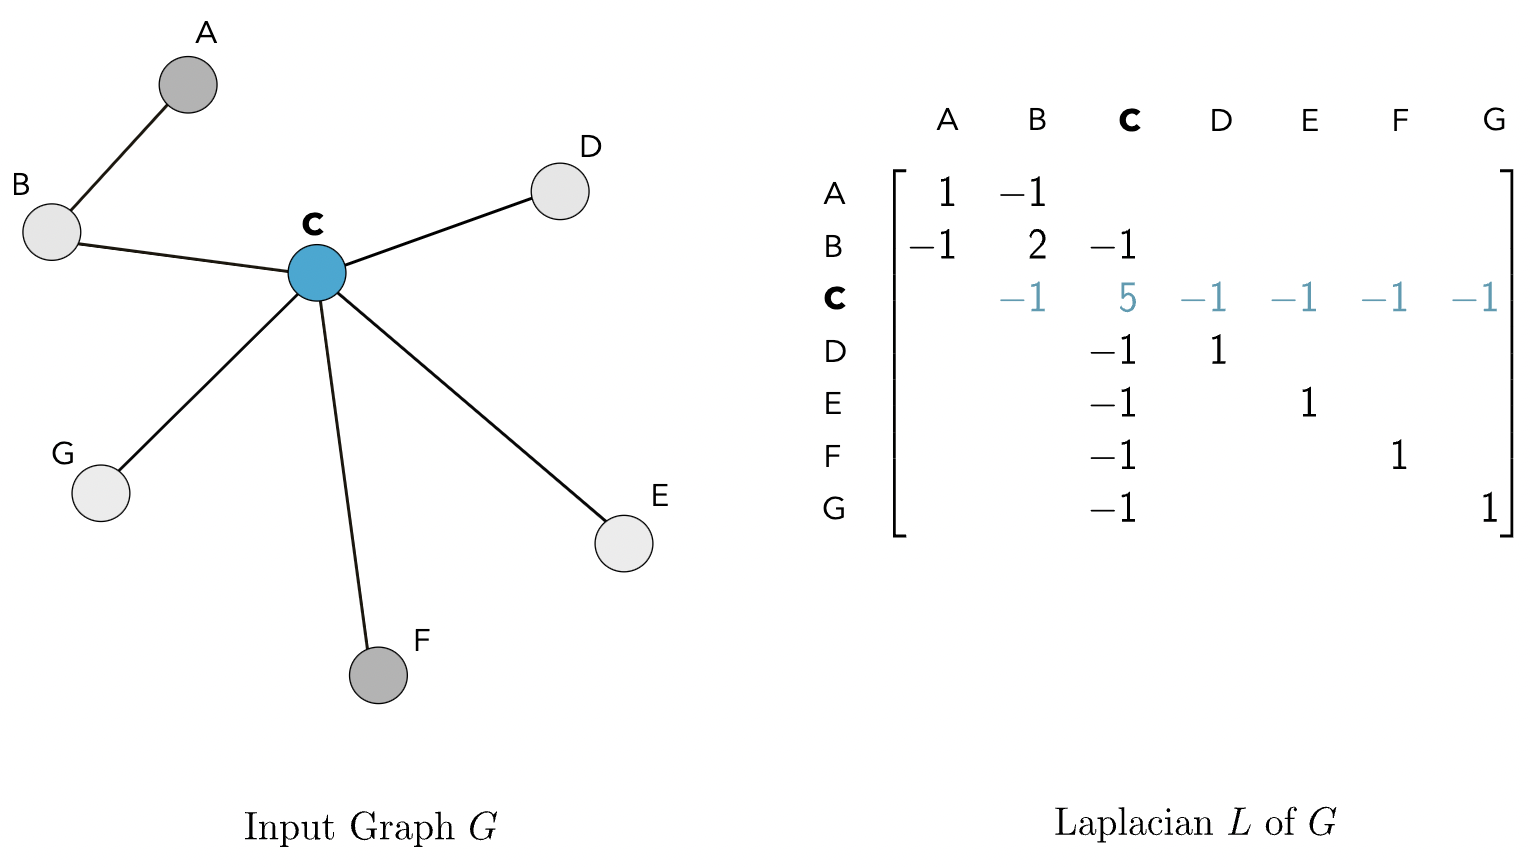 A
D
B
C
G
E
F
Input Graph G
A B C D E F G
A 1 −1
B −1 2 −1
C −1 5 −1 −1 −1 −1
D −1 1
E −1 1
F −1 1
G −1 1
Laplacian L of G